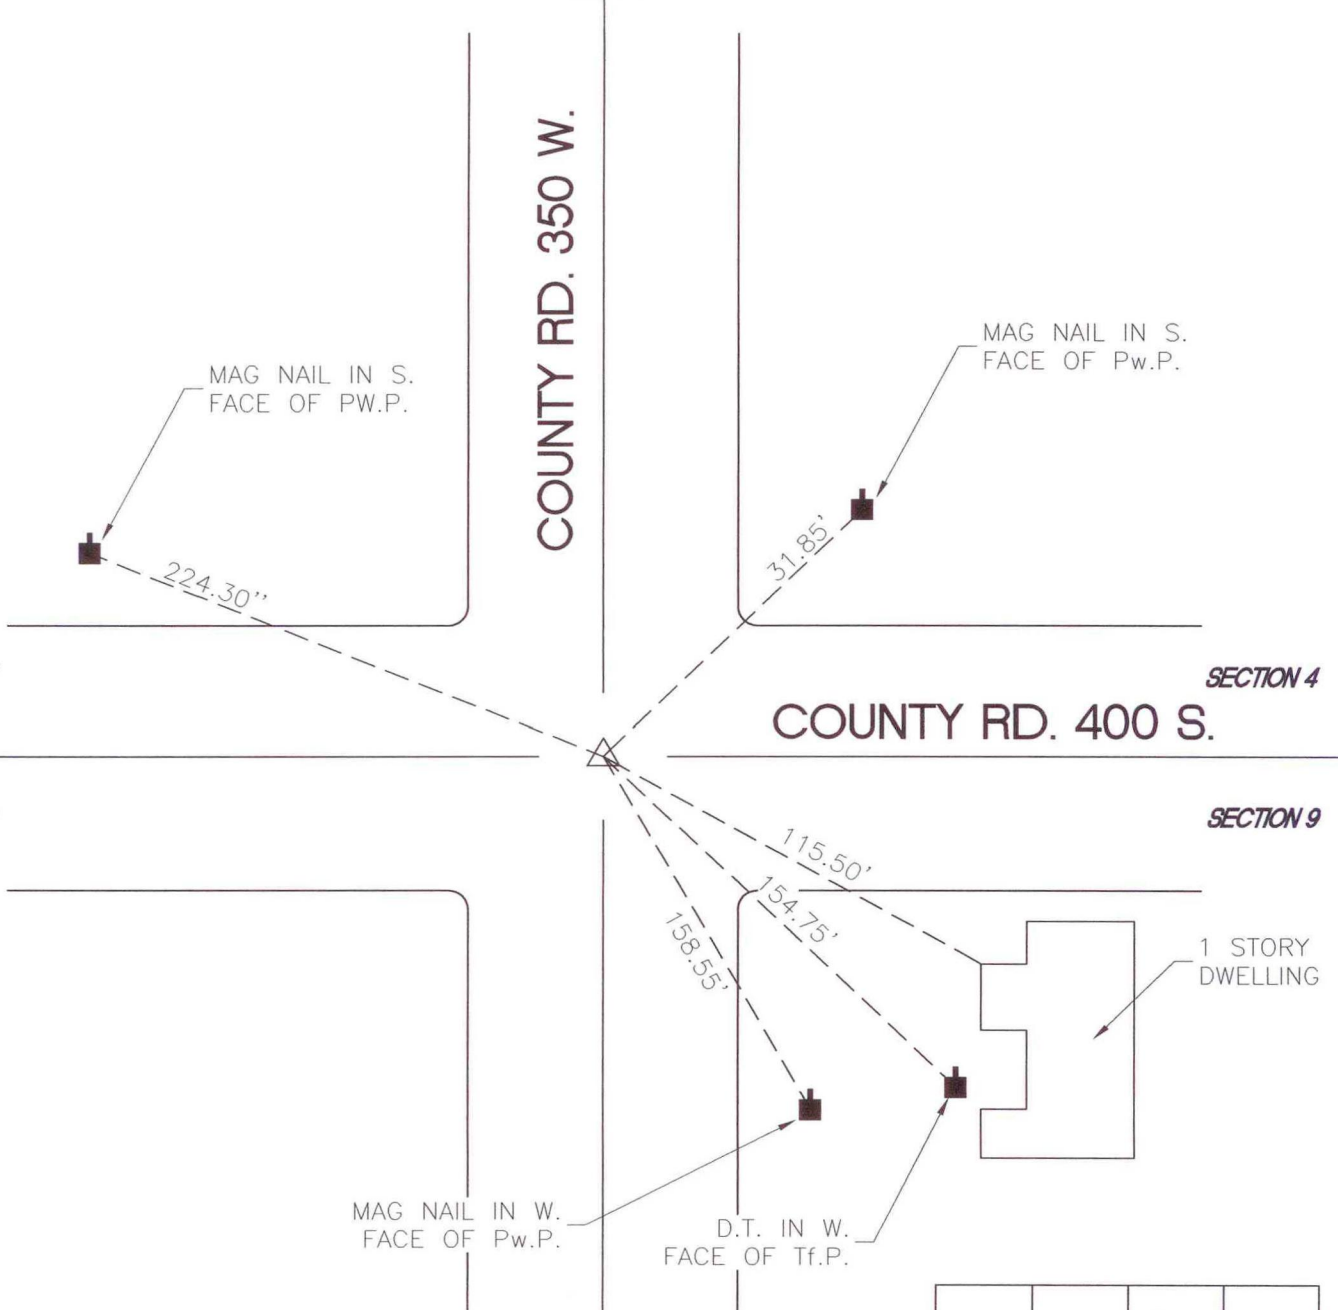 COUNTY RD. 350 W.
MAG NAIL IN S.
FACE OF Pw.P.
MAG NAIL IN S.
FACE OF PW.P.
31.85'
224.30"
SECTION 4
COUNTY RD. 400 S.
SECTION 9
115.50'
154.75'
158.55'
1 STORY
DWELLING
MAG NAIL IN W.
FACE OF Pw.P.
D.T. IN W.
FACE OF Tf.P.